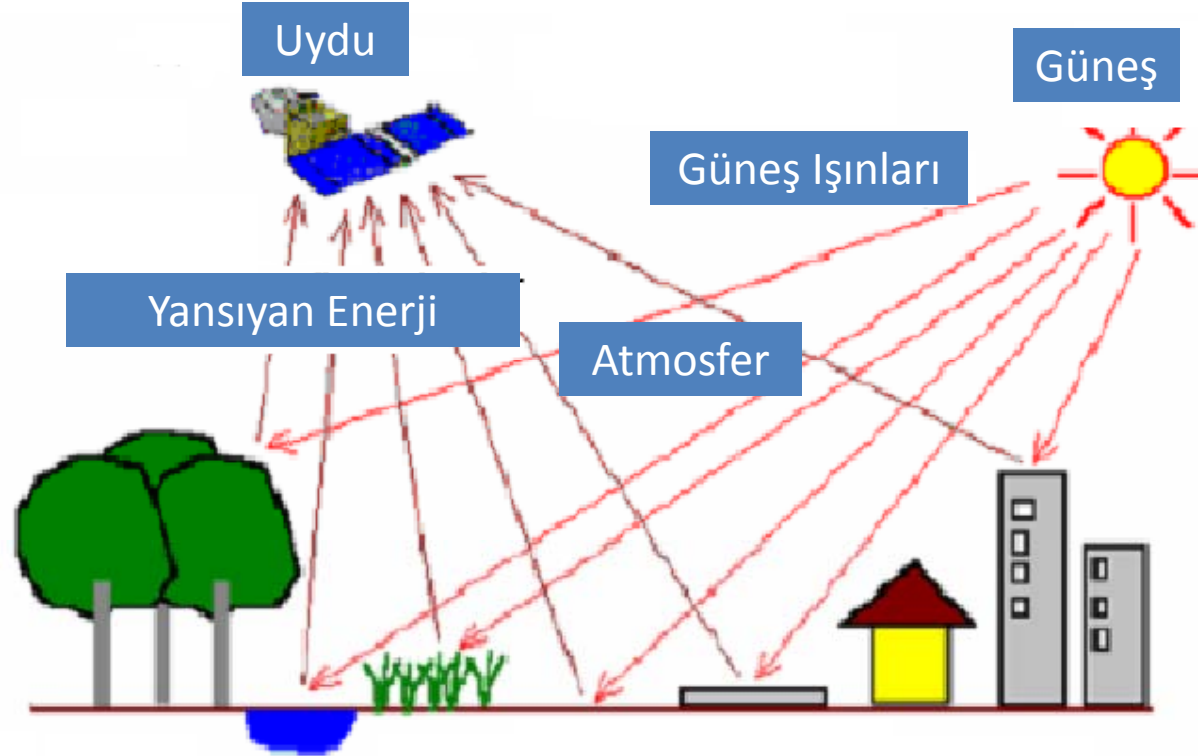 Uydu
Güneş
Güneş Işınları
Yansıyan Enerji
Atmosfer